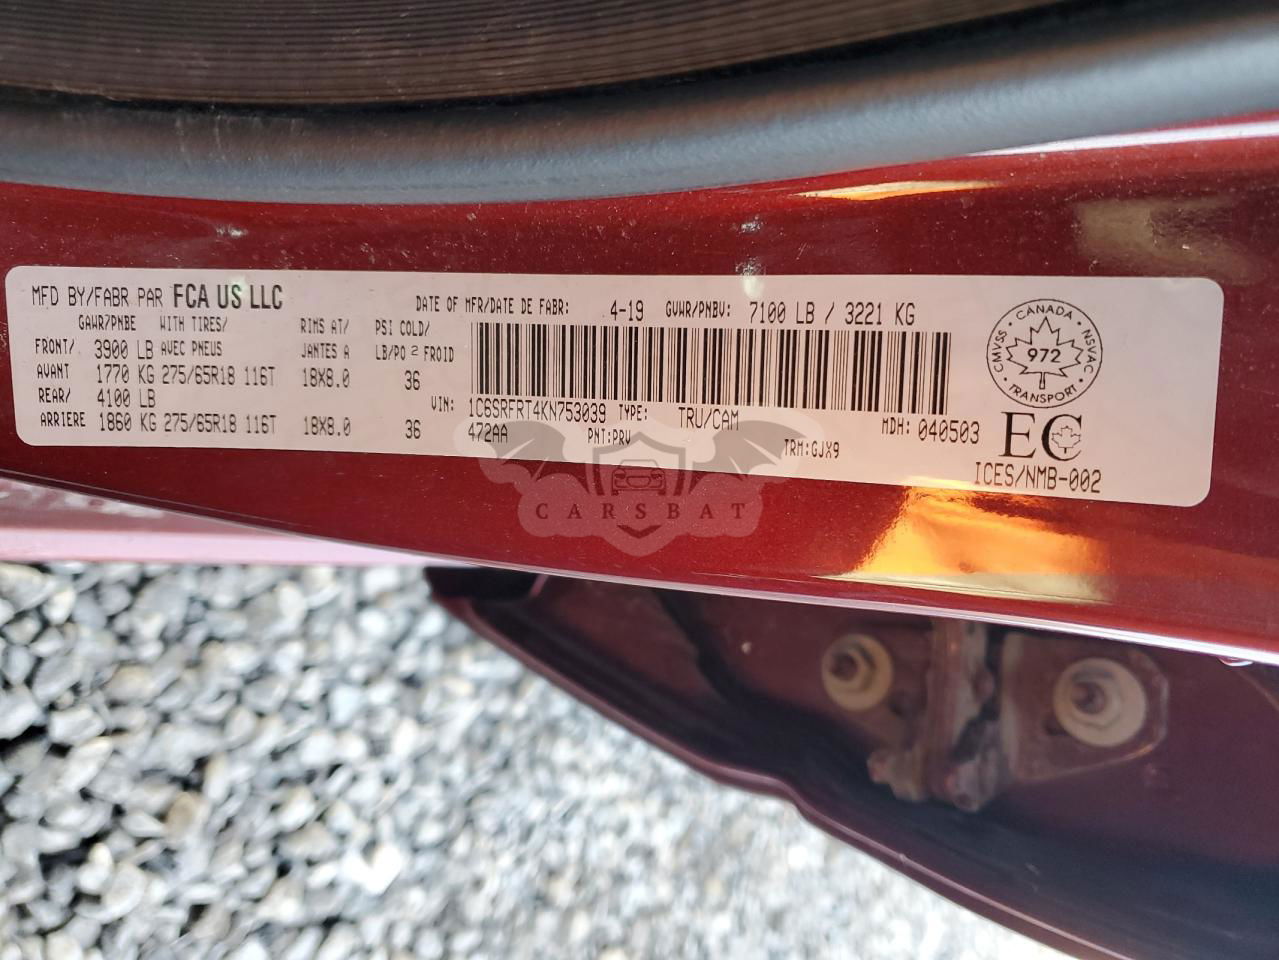 MFD BY/FABR PAR FCA US LLC
DATE OF MFR/DATE DE FABR: 4-19 GVWR/PNBV: 7100 LB / 3221 KG
GAWR/PNBE WITH TIRES/ RIMS AT/ PSI COLD/
FRONT/ 3900 LB AVEC PNEUS JANTES A LB/PO 2 FROID
AVANT 1770 KG 275/65R18 116T 18X8.0 36
REAR/ 4100 LB
ARRIERE 1860 KG 275/65R18 116T 18X8.0 36
VIN: 1C6SRFRT4KN753039 TYPE: TRU/CAM MDH: 040503
472AA PNT:PRV TRM:GJX9
CANADA
CMVSS 972 NSVAC
TRANSPORT
EC
ICES/NMB-002
CARSBAT